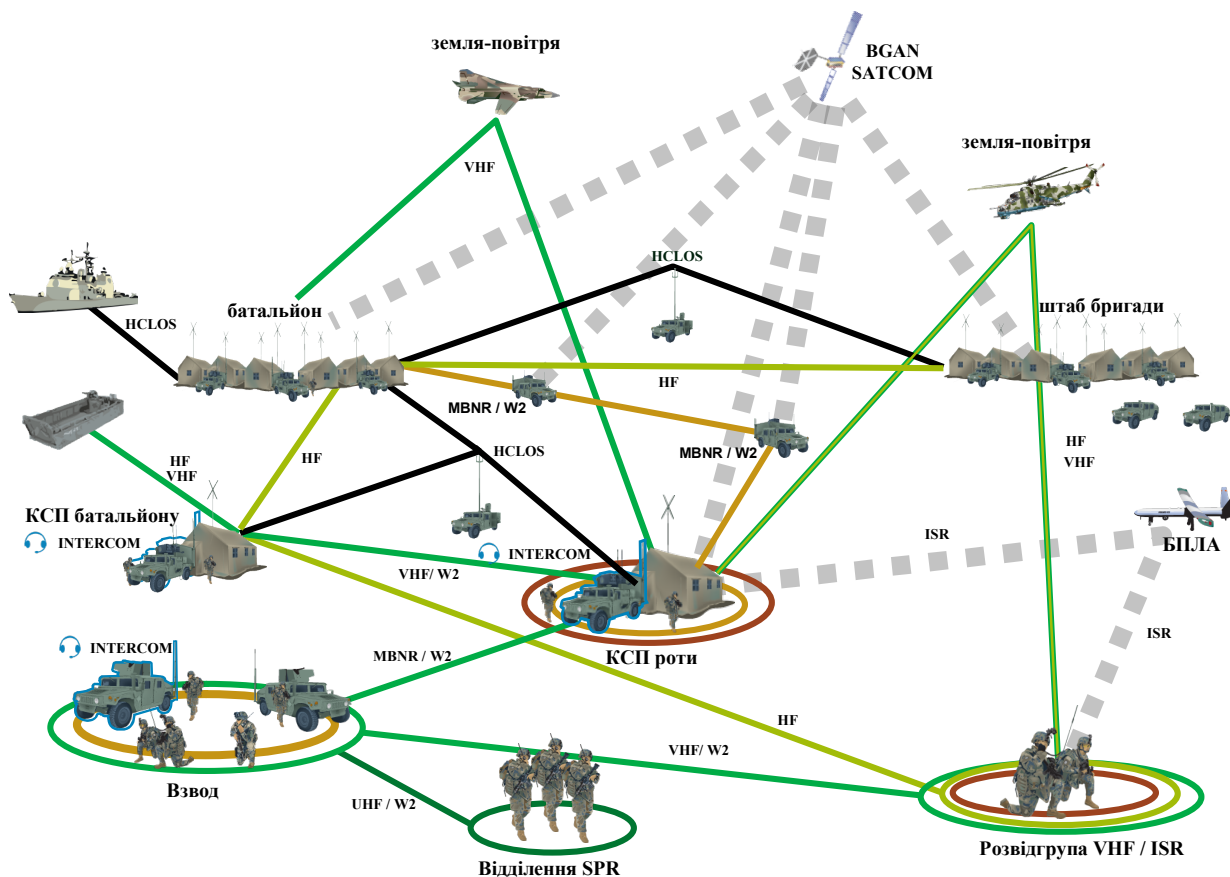 земля-повітря
BGAN
SATCOM
земля-повітря
VHF
HCLOS
батальйон
штаб бригади
HCLOS
HF
MBNR / W2
HF
VHF
MBNR / W2
HCLOS
HF
HF
VHF
КСП батальйону
INTERCOM
INTERCOM
VHF/ W2
ISR
БПЛА
ISR
INTERCOM
MBNR / W2
КСП роти
HF
VHF/ W2
UHF / W2
Взвод
Відділення SPR
Розвідгрупа VHF / ISR